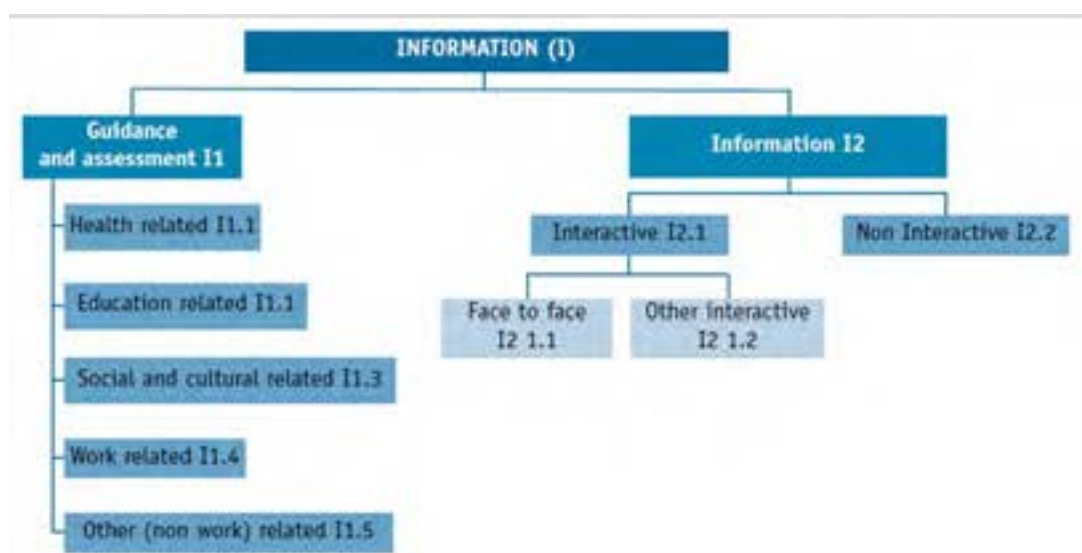 INFORMATION (I)
Guidance
and assessment I1
Health related I1.1
Education related I1.1
Social and cultural related I1.3
Work related I1.4
Other (non work) related I1.5
Information I2
Interactive I2.1
Non Interactive I2.2
Face to face
I2 1.1
Other interactive
I2 1.2